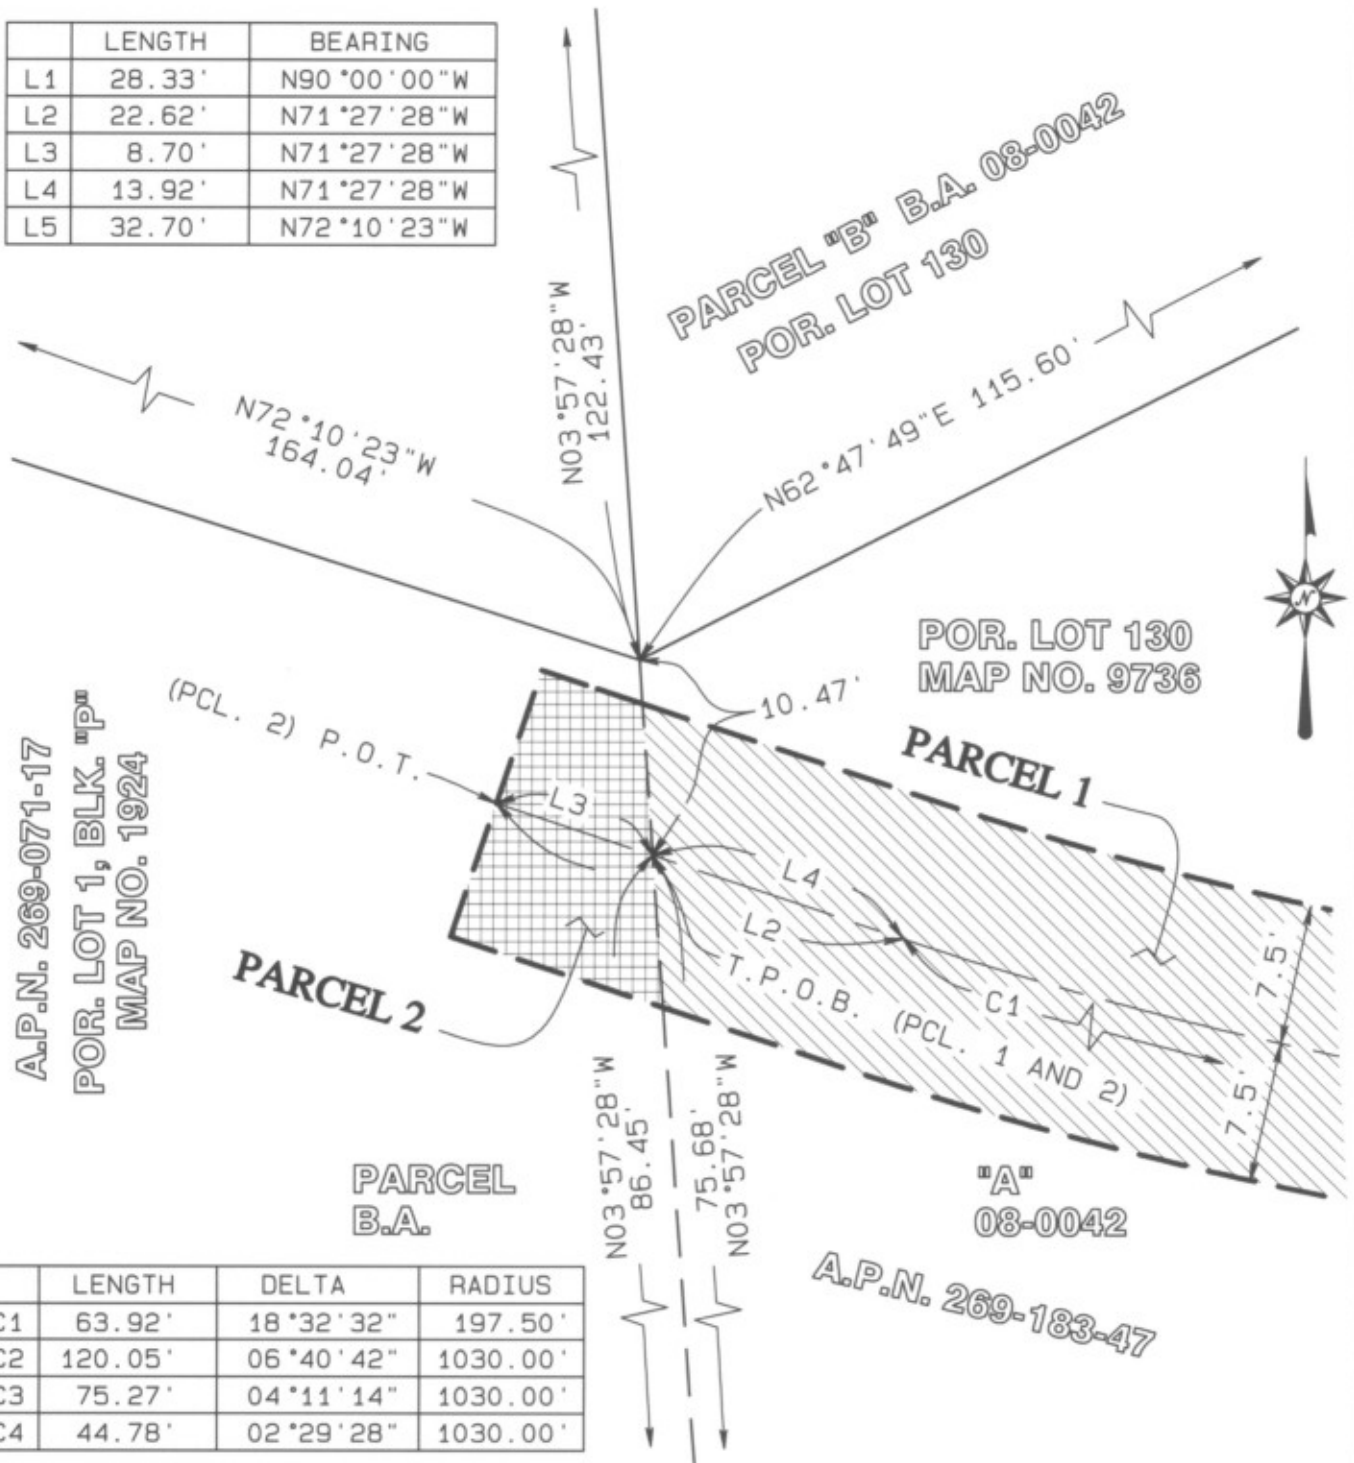 LENGTH BEARING
L1 28.33' N90°00'00"W
L2 22.62' N71°27'28"W
L3 8.70' N71°27'28"W
L4 13.92' N71°27'28"W
L5 32.70' N72°10'23"W
PARCEL "B" B.A. 08-0042
POR. LOT 130
N03°57'28"W
122.43'
N72°10'23"W
164.04'
N62°47'49"E 115.60'
N
POR. LOT 130
MAP NO. 9736
10.47'
(PCL. 2) P.O.T.
PARCEL 1
A.P.N. 269-071-17
POR. LOT 1, BLK. "P"
MAP NO. 1924
L3
L4
L2
C1
7.5'
7.5'
T.P.O.B. (PCL. 1 AND 2)
PARCEL 2
N03°57'28"W
86.45'
75.68'
N03°57'28"W
PARCEL "A"
B.A. 08-0042
A.P.N. 269-183-47
LENGTH DELTA RADIUS
C1 63.92' 18°32'32" 197.50'
C2 120.05' 06°40'42" 1030.00'
C3 75.27' 04°11'14" 1030.00'
C4 44.78' 02°29'28" 1030.00'